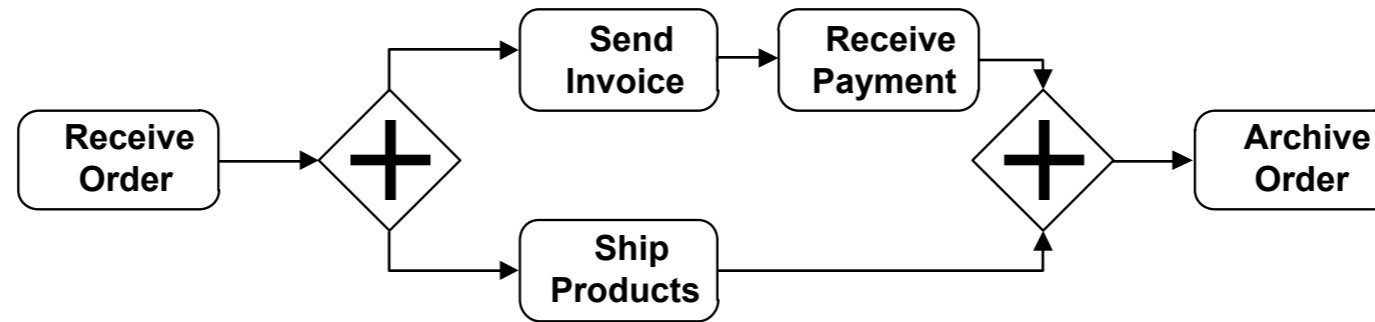 Receive
Order
Send
Invoice
Receive
Payment
Ship
Products
Archive
Order